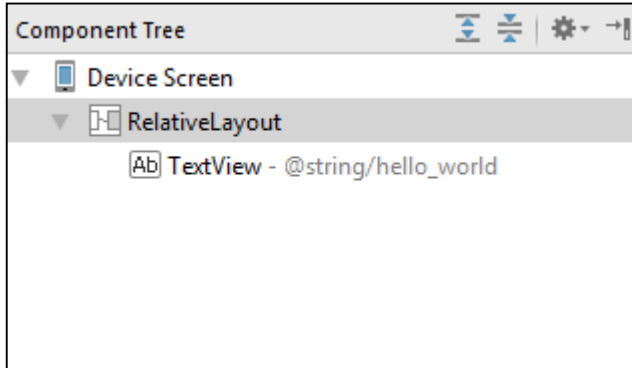 Component Tree
Device Screen
RelativeLayout
Ab TextView - @string/hello_world